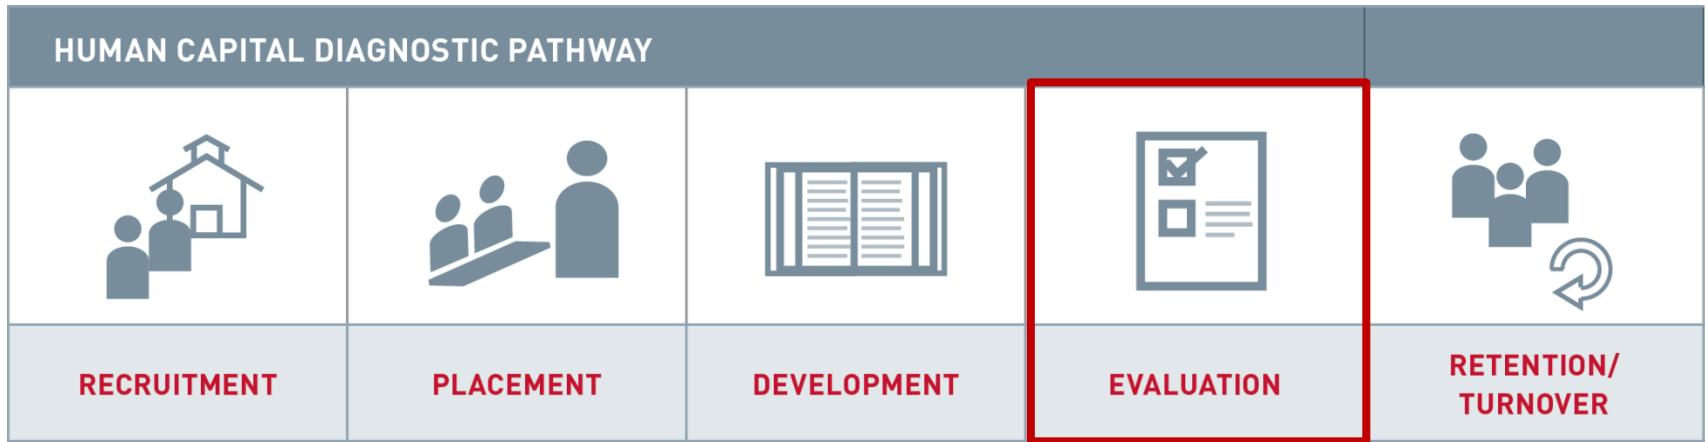 HUMAN CAPITAL DIAGNOSTIC PATHWAY
RECRUITMENT
PLACEMENT
DEVELOPMENT
EVALUATION
RETENTION/
TURNOVER